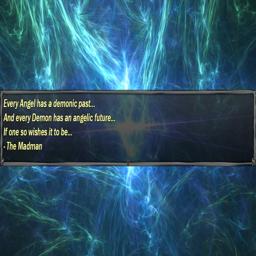 Every Angel has a demonic past...
And every Demon has an angelic future...
If one so wishes it to be...
- The Madman